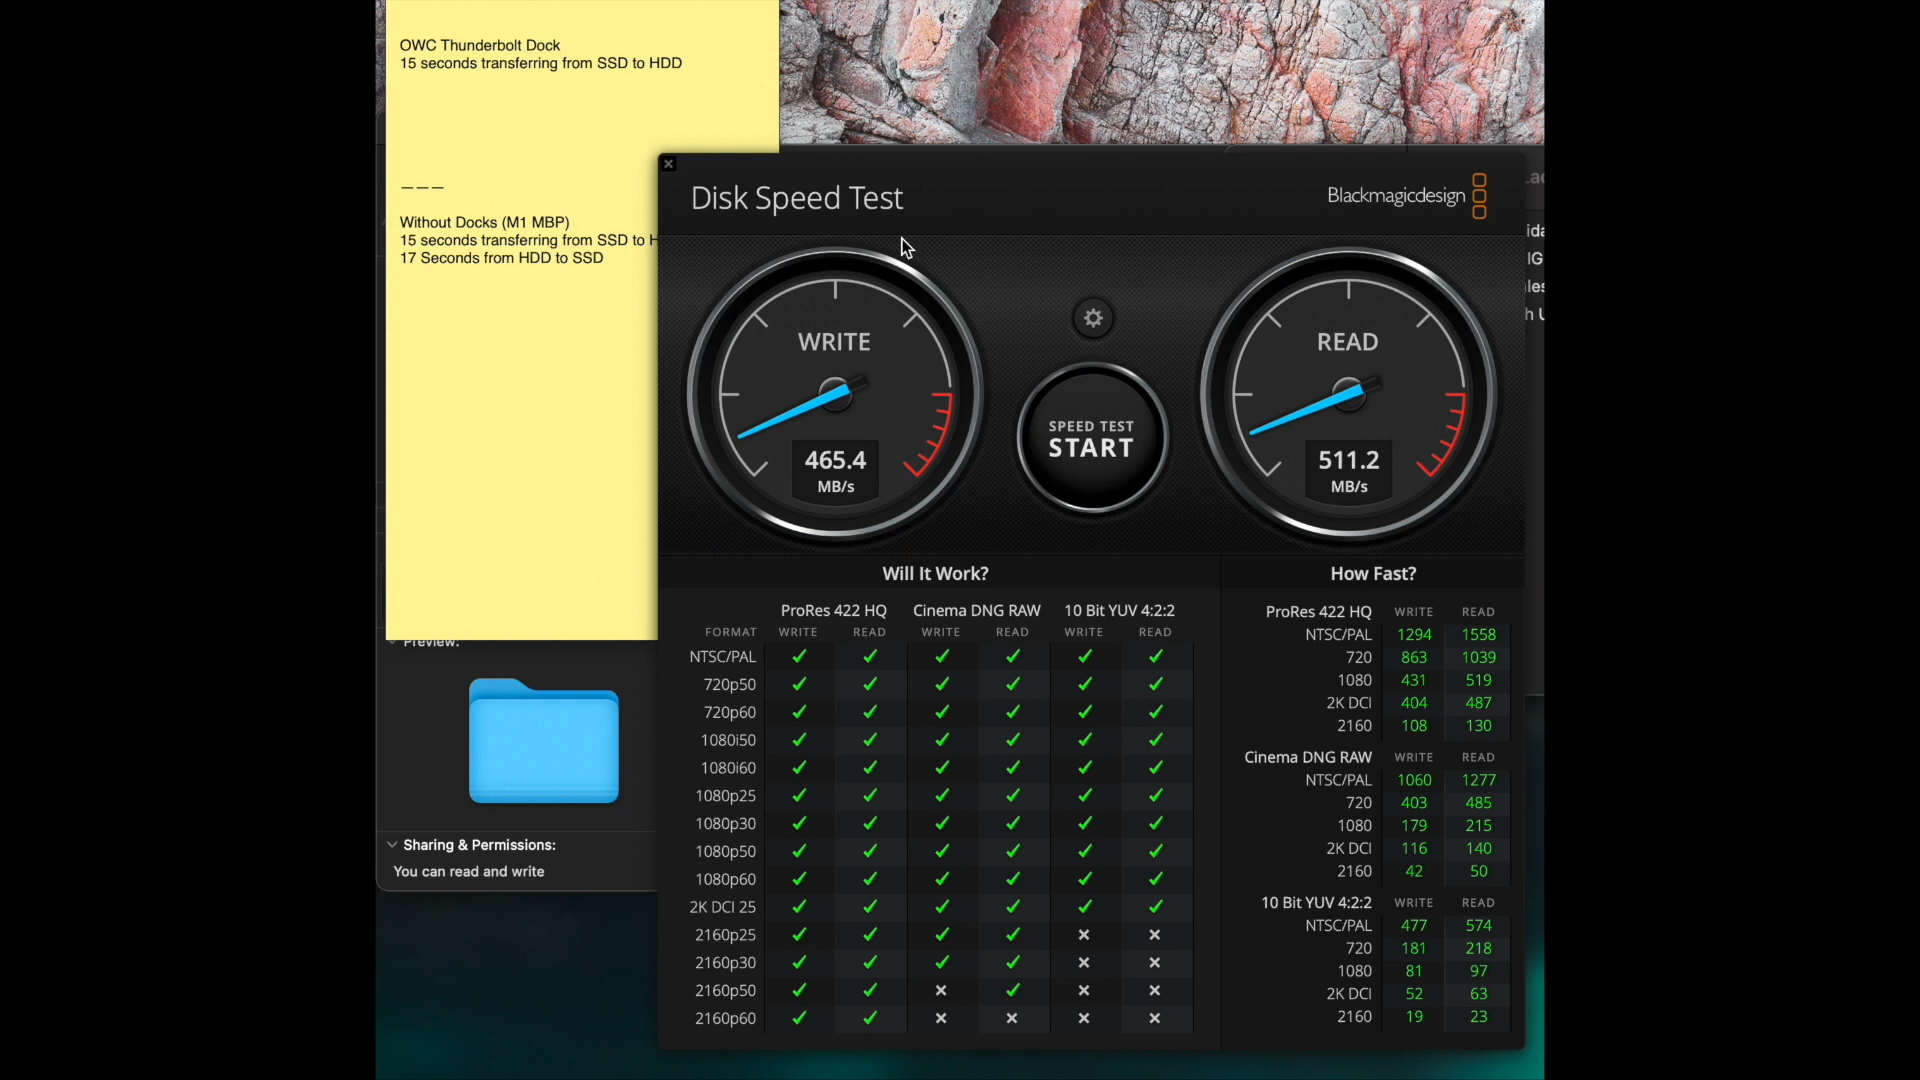 OWC Thunderbolt Dock
15 seconds transferring from SSD to HDD
———
Without Docks (M1 MBP)
15 seconds transferring from SSD to H
17 Seconds from HDD to SSD
Preview:
Sharing & Permissions:
You can read and write
Disk Speed Test
Blackmagicdesign
WRITE
465.4
MB/s
SPEED TEST
START
READ
511.2
MB/s
Will It Work?
ProRes 422 HQ Cinema DNG RAW 10 Bit YUV 4:2:2
FORMAT WRITE READ WRITE READ WRITE READ
NTSC/PAL ✓ ✓ ✓ ✓ ✓ ✓
720p50 ✓ ✓ ✓ ✓ ✓ ✓
720p60 ✓ ✓ ✓ ✓ ✓ ✓
1080i50 ✓ ✓ ✓ ✓ ✓ ✓
1080i60 ✓ ✓ ✓ ✓ ✓ ✓
1080p25 ✓ ✓ ✓ ✓ ✓ ✓
1080p30 ✓ ✓ ✓ ✓ ✓ ✓
1080p50 ✓ ✓ ✓ ✓ ✓ ✓
1080p60 ✓ ✓ ✓ ✓ ✓ ✓
2K DCI 25 ✓ ✓ ✓ ✓ ✓ ✓
2160p25 ✓ ✓ ✓ ✓ × ×
2160p30 ✓ ✓ ✓ ✓ × ×
2160p50 ✓ ✓ × ✓ × ×
2160p60 ✓ ✓ × × × ×
How Fast?
ProRes 422 HQ WRITE READ
NTSC/PAL 1294 1558
720 863 1039
1080 431 519
2K DCI 404 487
2160 108 130
Cinema DNG RAW WRITE READ
NTSC/PAL 1060 1277
720 403 485
1080 179 215
2K DCI 116 140
2160 42 50
10 Bit YUV 4:2:2 WRITE READ
NTSC/PAL 477 574
720 181 218
1080 81 97
2K DCI 52 63
2160 19 23